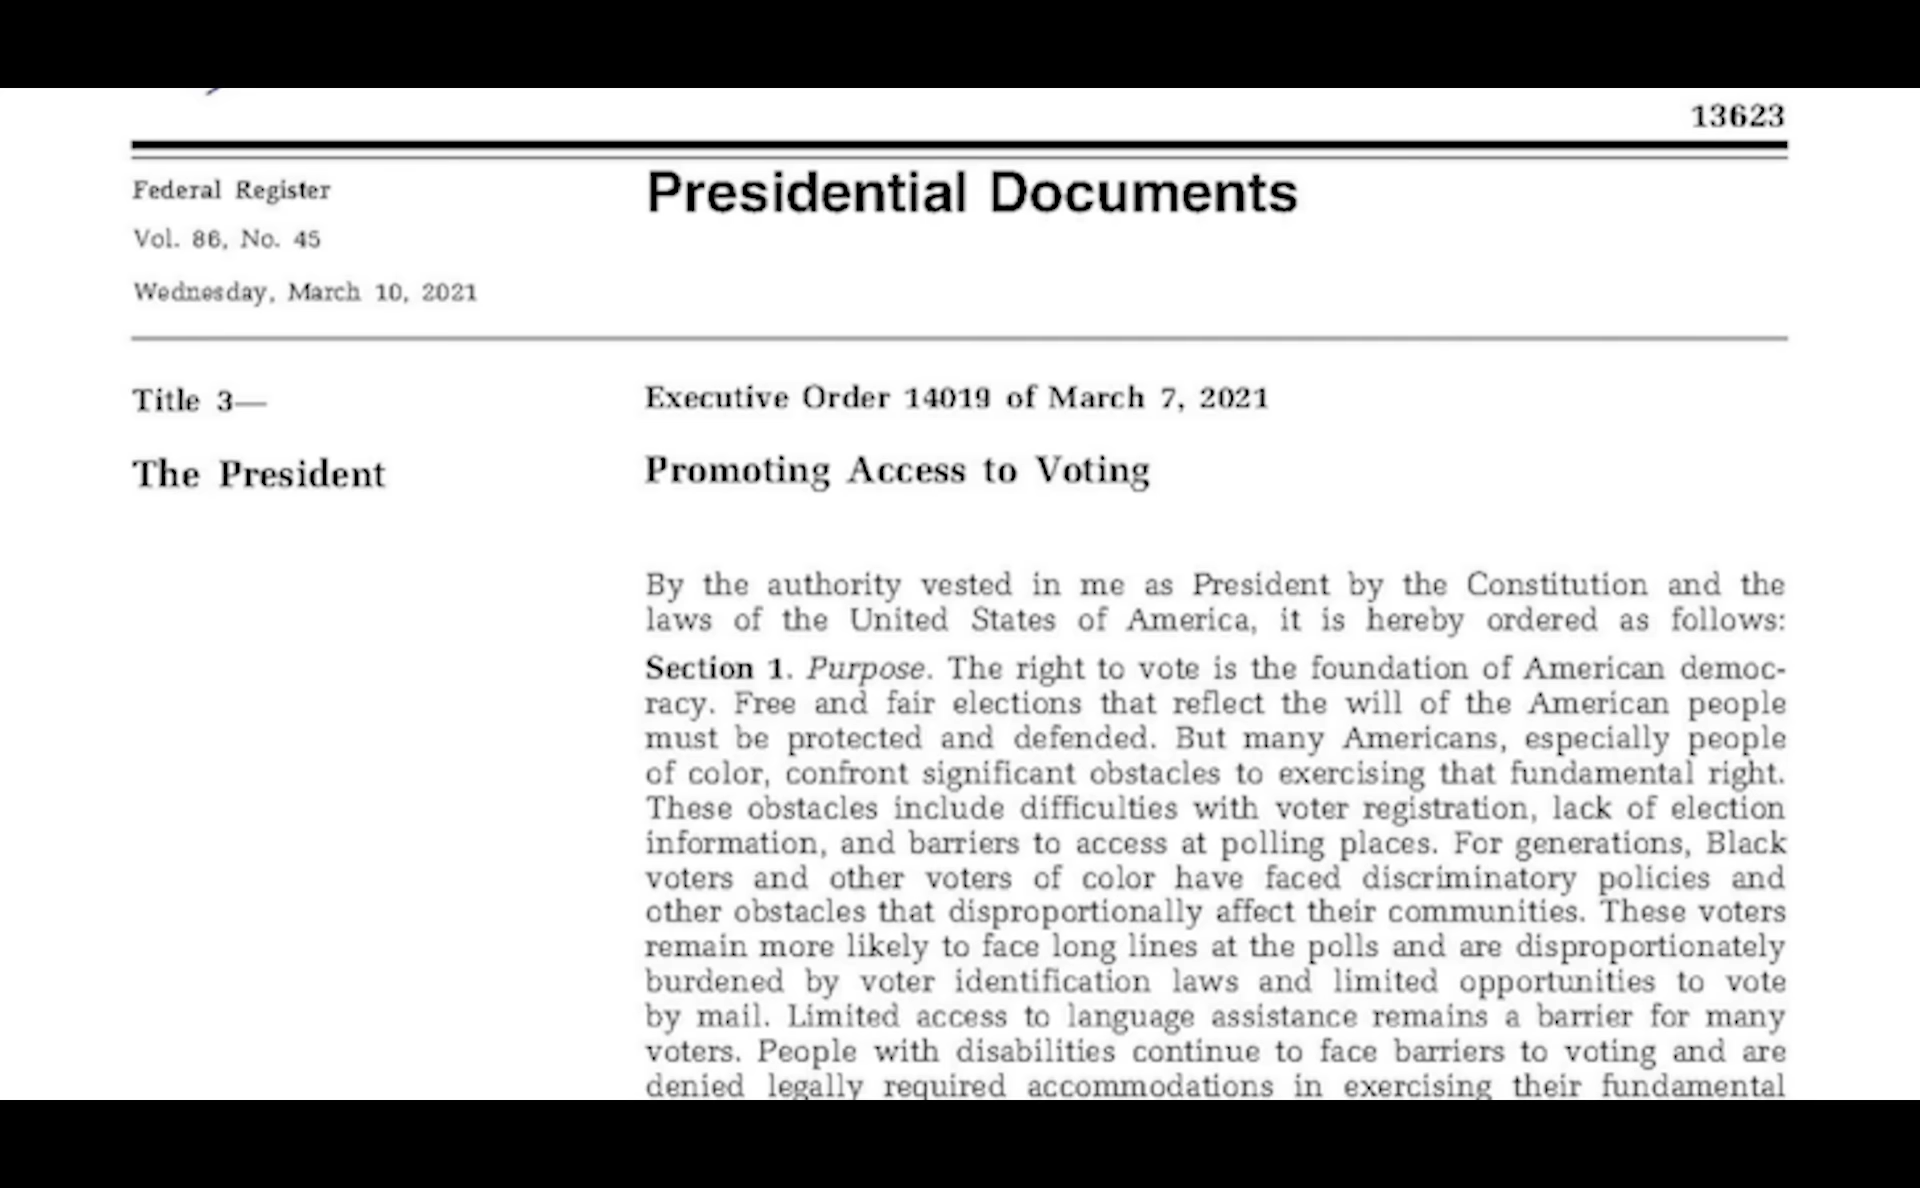 13623
Federal Register
Vol. 86, No. 45
Wednesday, March 10, 2021
Presidential Documents
Title 3—
The President
Executive Order 14019 of March 7, 2021
Promoting Access to Voting
By the authority vested in me as President by the Constitution and the
laws of the United States of America, it is hereby ordered as follows:
Section 1. Purpose. The right to vote is the foundation of American democ-
racy. Free and fair elections that reflect the will of the American people
must be protected and defended. But many Americans, especially people
of color, confront significant obstacles to exercising that fundamental right.
These obstacles include difficulties with voter registration, lack of election
information, and barriers to access at polling places. For generations, Black
voters and other voters of color have faced discriminatory policies and
other obstacles that disproportionally affect their communities. These voters
remain more likely to face long lines at the polls and are disproportionately
burdened by voter identification laws and limited opportunities to vote
by mail. Limited access to language assistance remains a barrier for many
voters. People with disabilities continue to face barriers to voting and are
denied legally required accommodations in exercising their fundamental